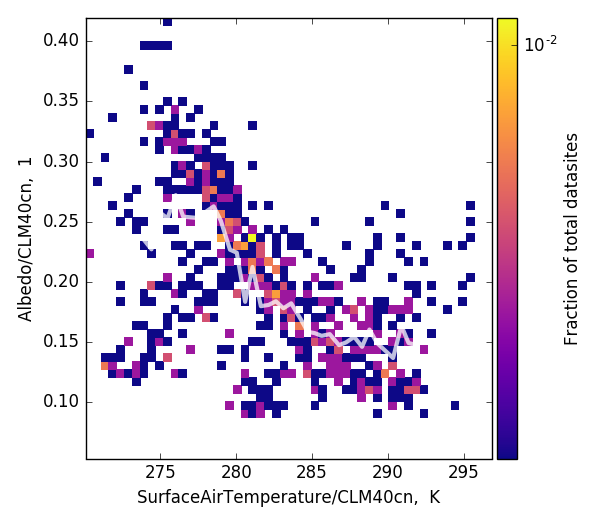 0.40
0.35
0.30
0.25
0.20
0.15
0.10
Albedo/CLM40cn, 1
275 280 285 290 295
SurfaceAirTemperature/CLM40cn, K
10^-2
Fraction of total datasites